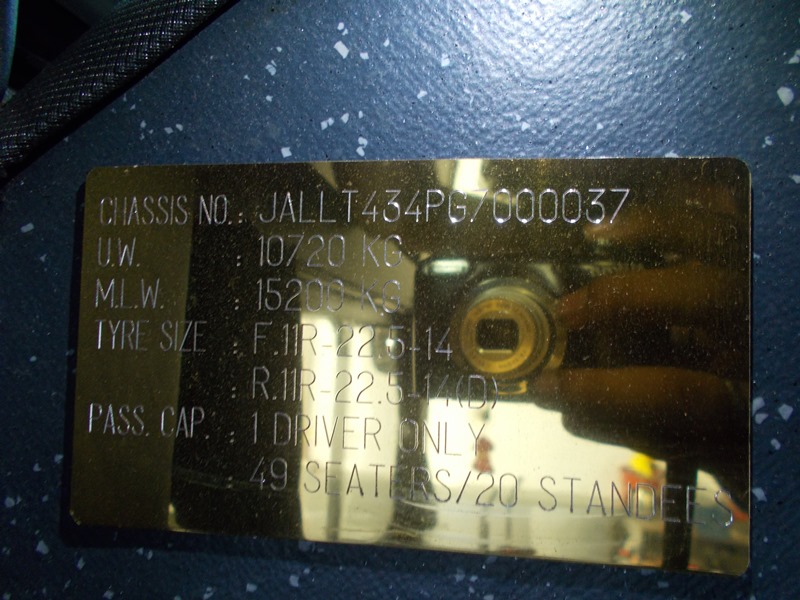 CHASSIS NO.: JALLT434PG7000037
U.W. : 10720 KG
M.L.W. : 15200 KG
TYRE SIZE : F.11R-22.5-14
: R.11R-22.5-14(D)
PASS. CAP. : 1 DRIVER ONLY
: 49 SEATERS/20 STANDEES